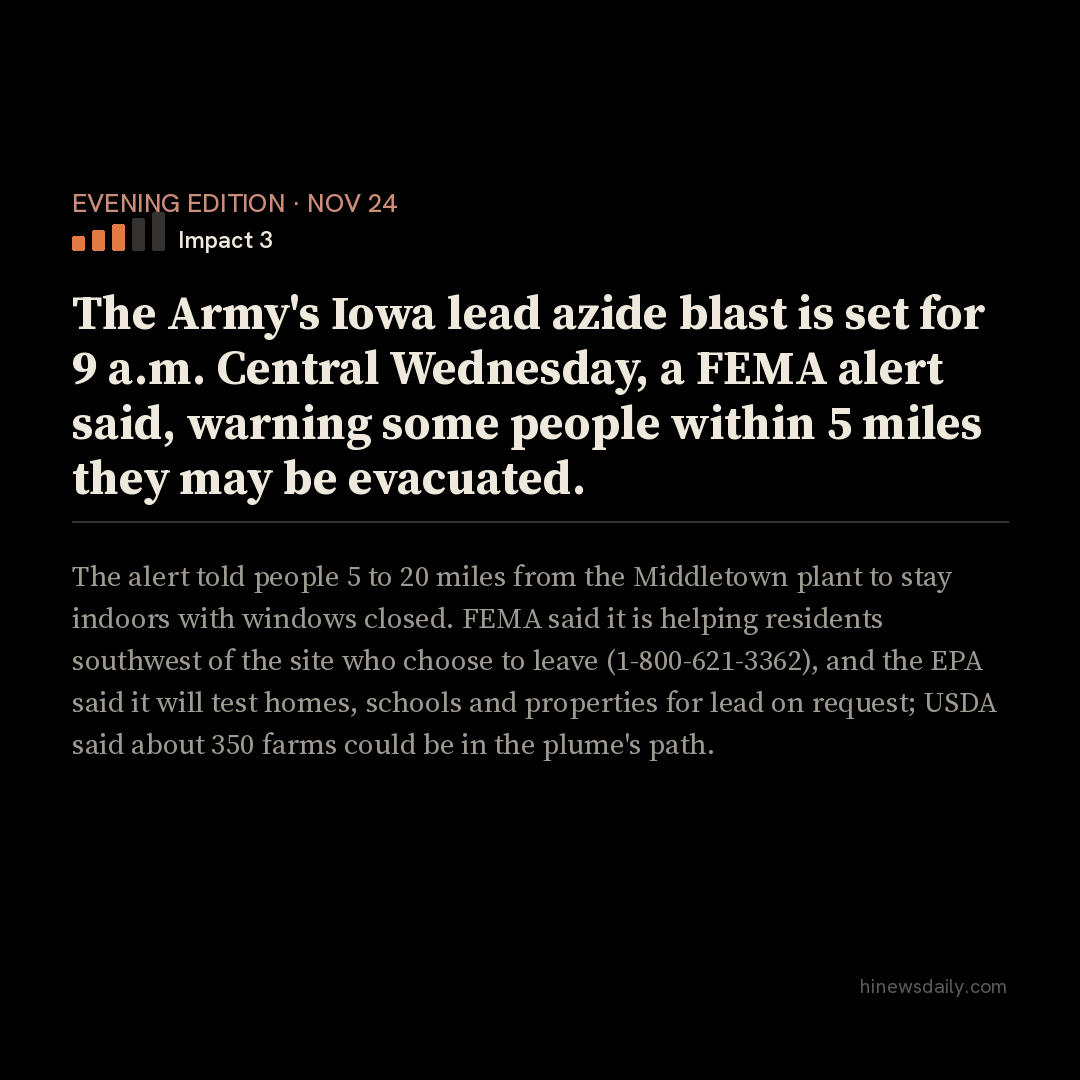 EVENING EDITION · NOV 24
Impact 3
The Army's Iowa lead azide blast is set for
9 a.m. Central Wednesday, a FEMA alert
said, warning some people within 5 miles
they may be evacuated.
The alert told people 5 to 20 miles from the Middletown plant to stay
indoors with windows closed. FEMA said it is helping residents
southwest of the site who choose to leave (1-800-621-3362), and the EPA
said it will test homes, schools and properties for lead on request; USDA
said about 350 farms could be in the plume's path.
hinewsdaily.com